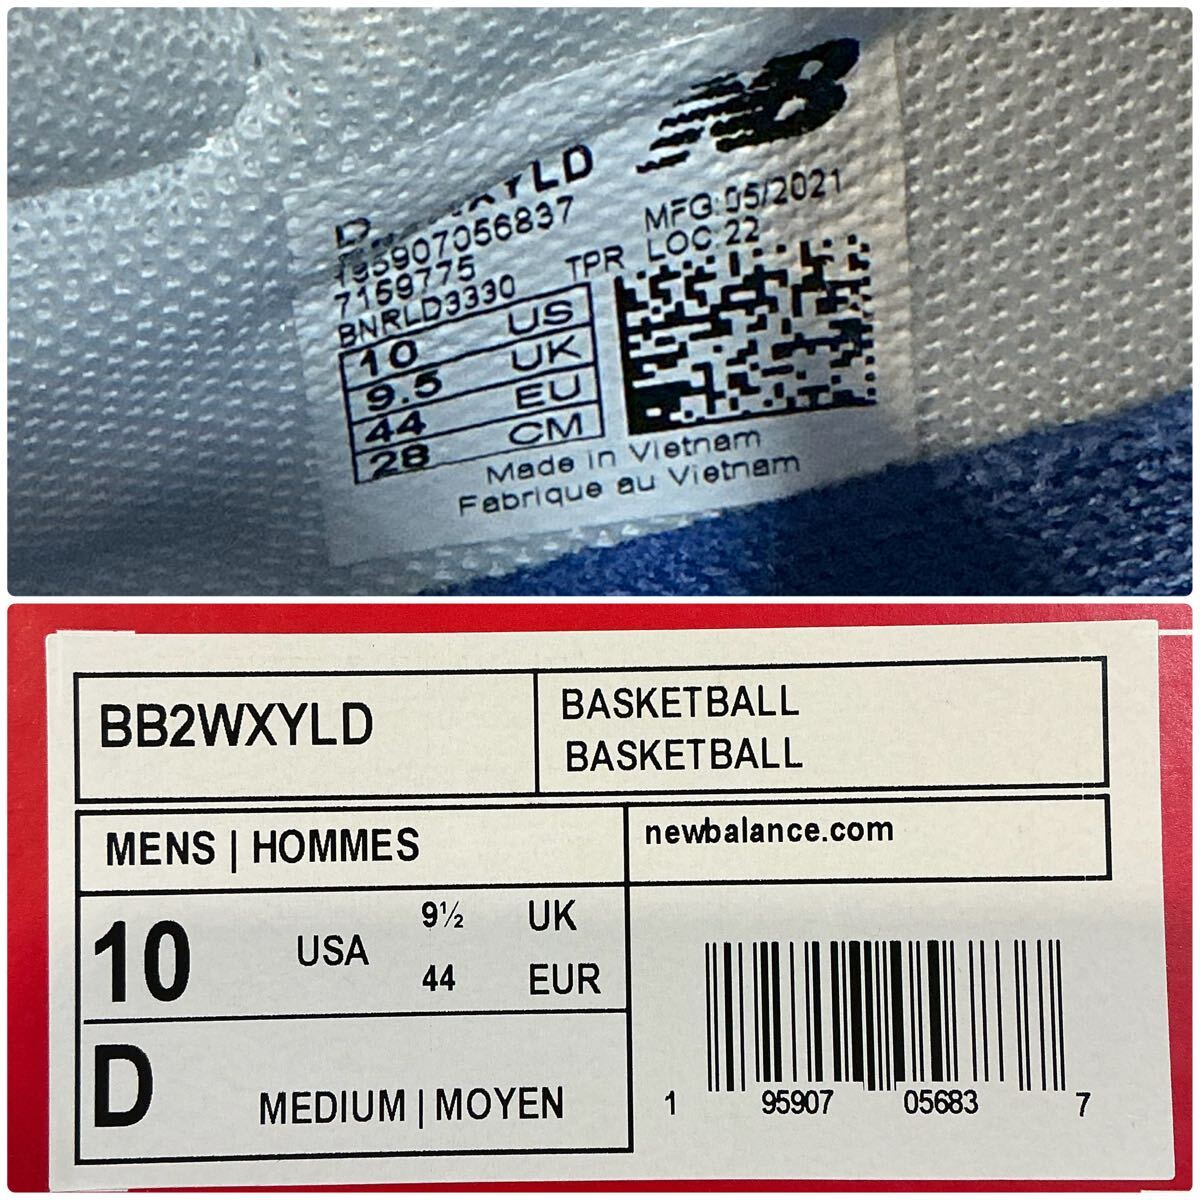 NB
195907056837
7159775
BNRLD3330 TPR
MFG:05/2021
LOC:22
10 US
9.5 UK
44 EU
28 CM
Made in Vietnam
Fabrique au Vietnam
BB2WXYLD
BASKETBALL
BASKETBALL
MENS | HOMMES
newbalance.com
10 USA
9½ UK
44 EUR
D
MEDIUM | MOYEN
1 95907 05683 7